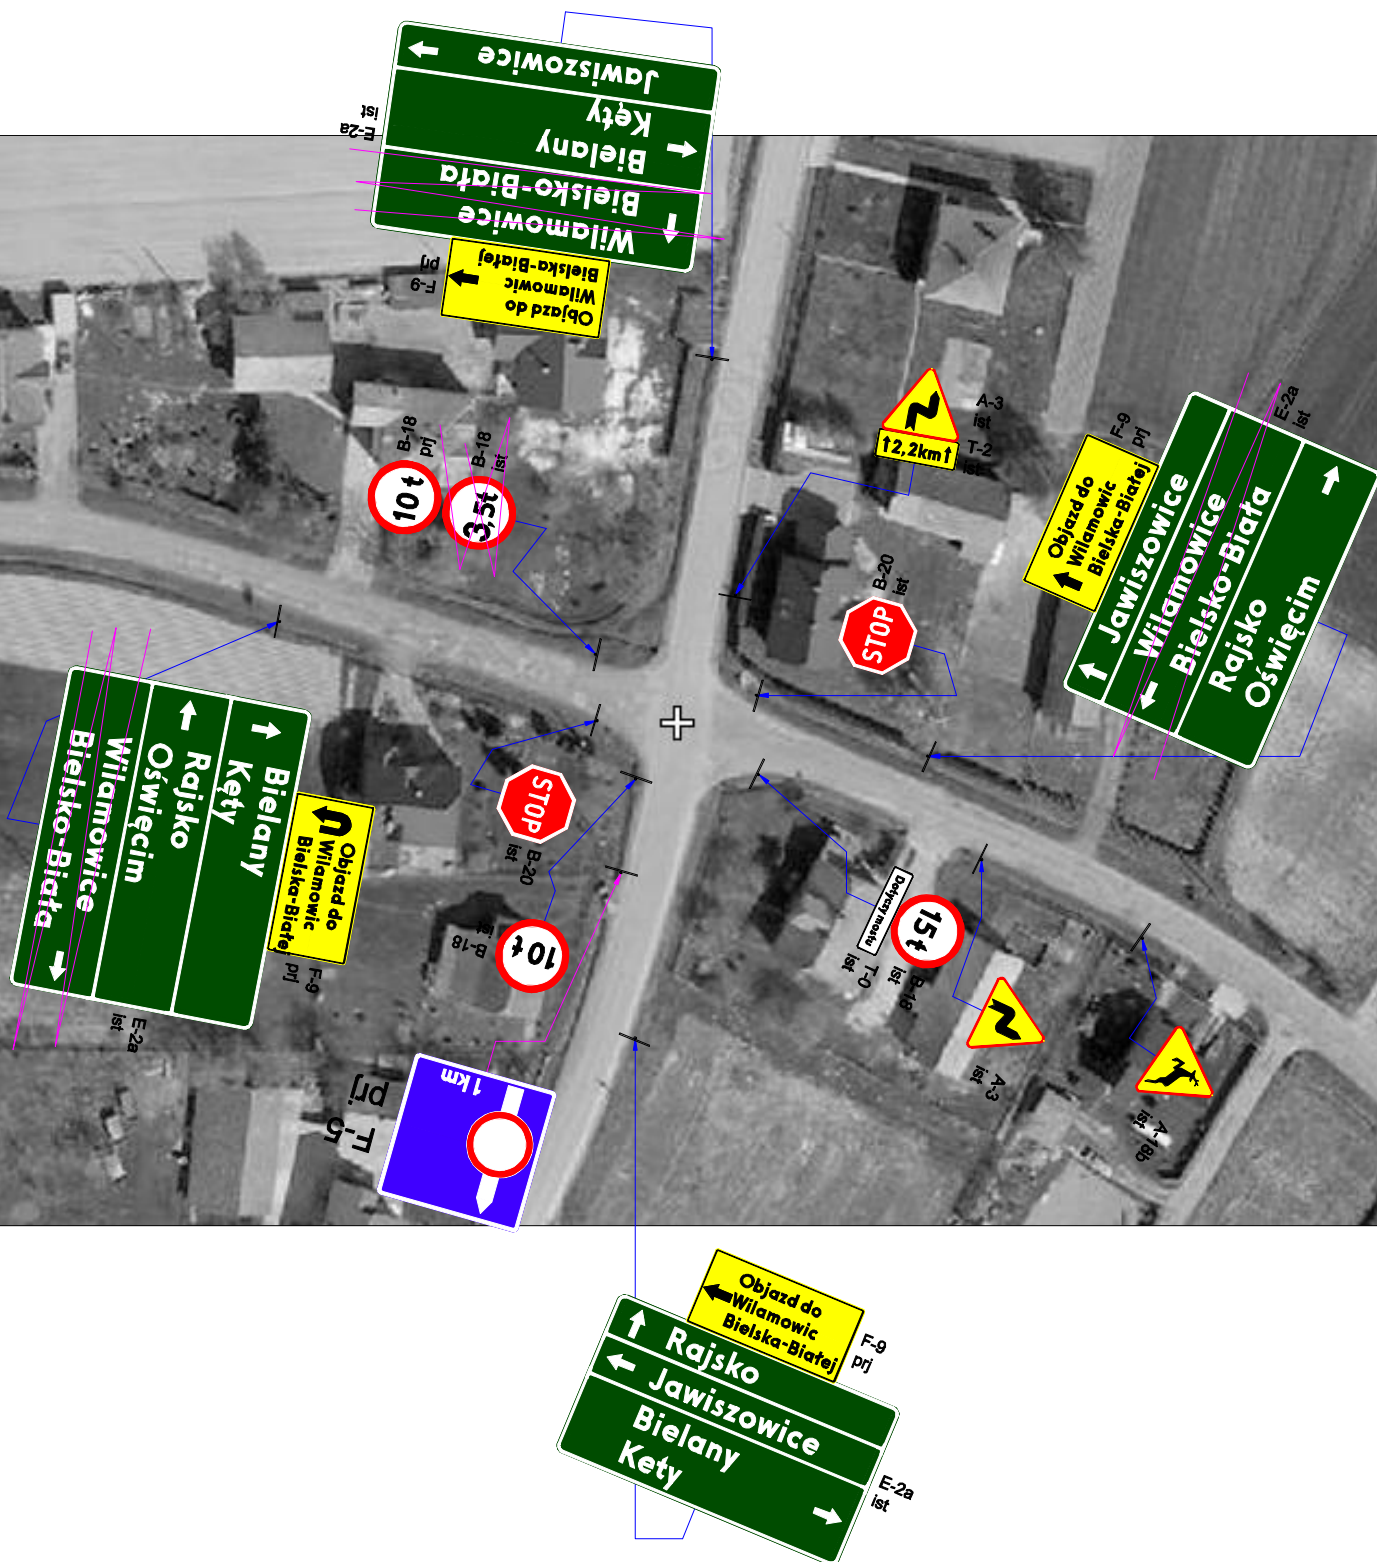 Jawiszowice
Kęty
Bielany
Bielsko-Biała
Wilamowice
E-2a
ist
Objazd do
Wilamowic
Bielska-Białej
F-9
prj
B-18
prj
10 t
B-18
ist
3,5t
A-3
ist
2,2km
T-2
ist
B-20
ist
STOP
F-9
prj
Objazd do
Wilamowic
Bielska-Białej
E-2a
ist
Jawiszowice
Wilamowice
Bielsko-Biała
Rajsko
Oświęcim
Bielany
Kęty
Rajsko
Oświęcim
Wilamowice
Bielsko-Biała
E-2a
ist
Objazd do
Wilamowic
Bielska-Białej
F-9
prj
STOP
B-20
ist
10 t
B-18
ist
Dotyczy mostu
T-0
ist
15 t
B-18
ist
A-3
ist
A-18b
ist
1 km
F-5
prj.
Objazd do
Wilamowic
Bielska-Białej
F-9
prj
Rajsko
Jawiszowice
Bielany
Kęty
E-2a
ist